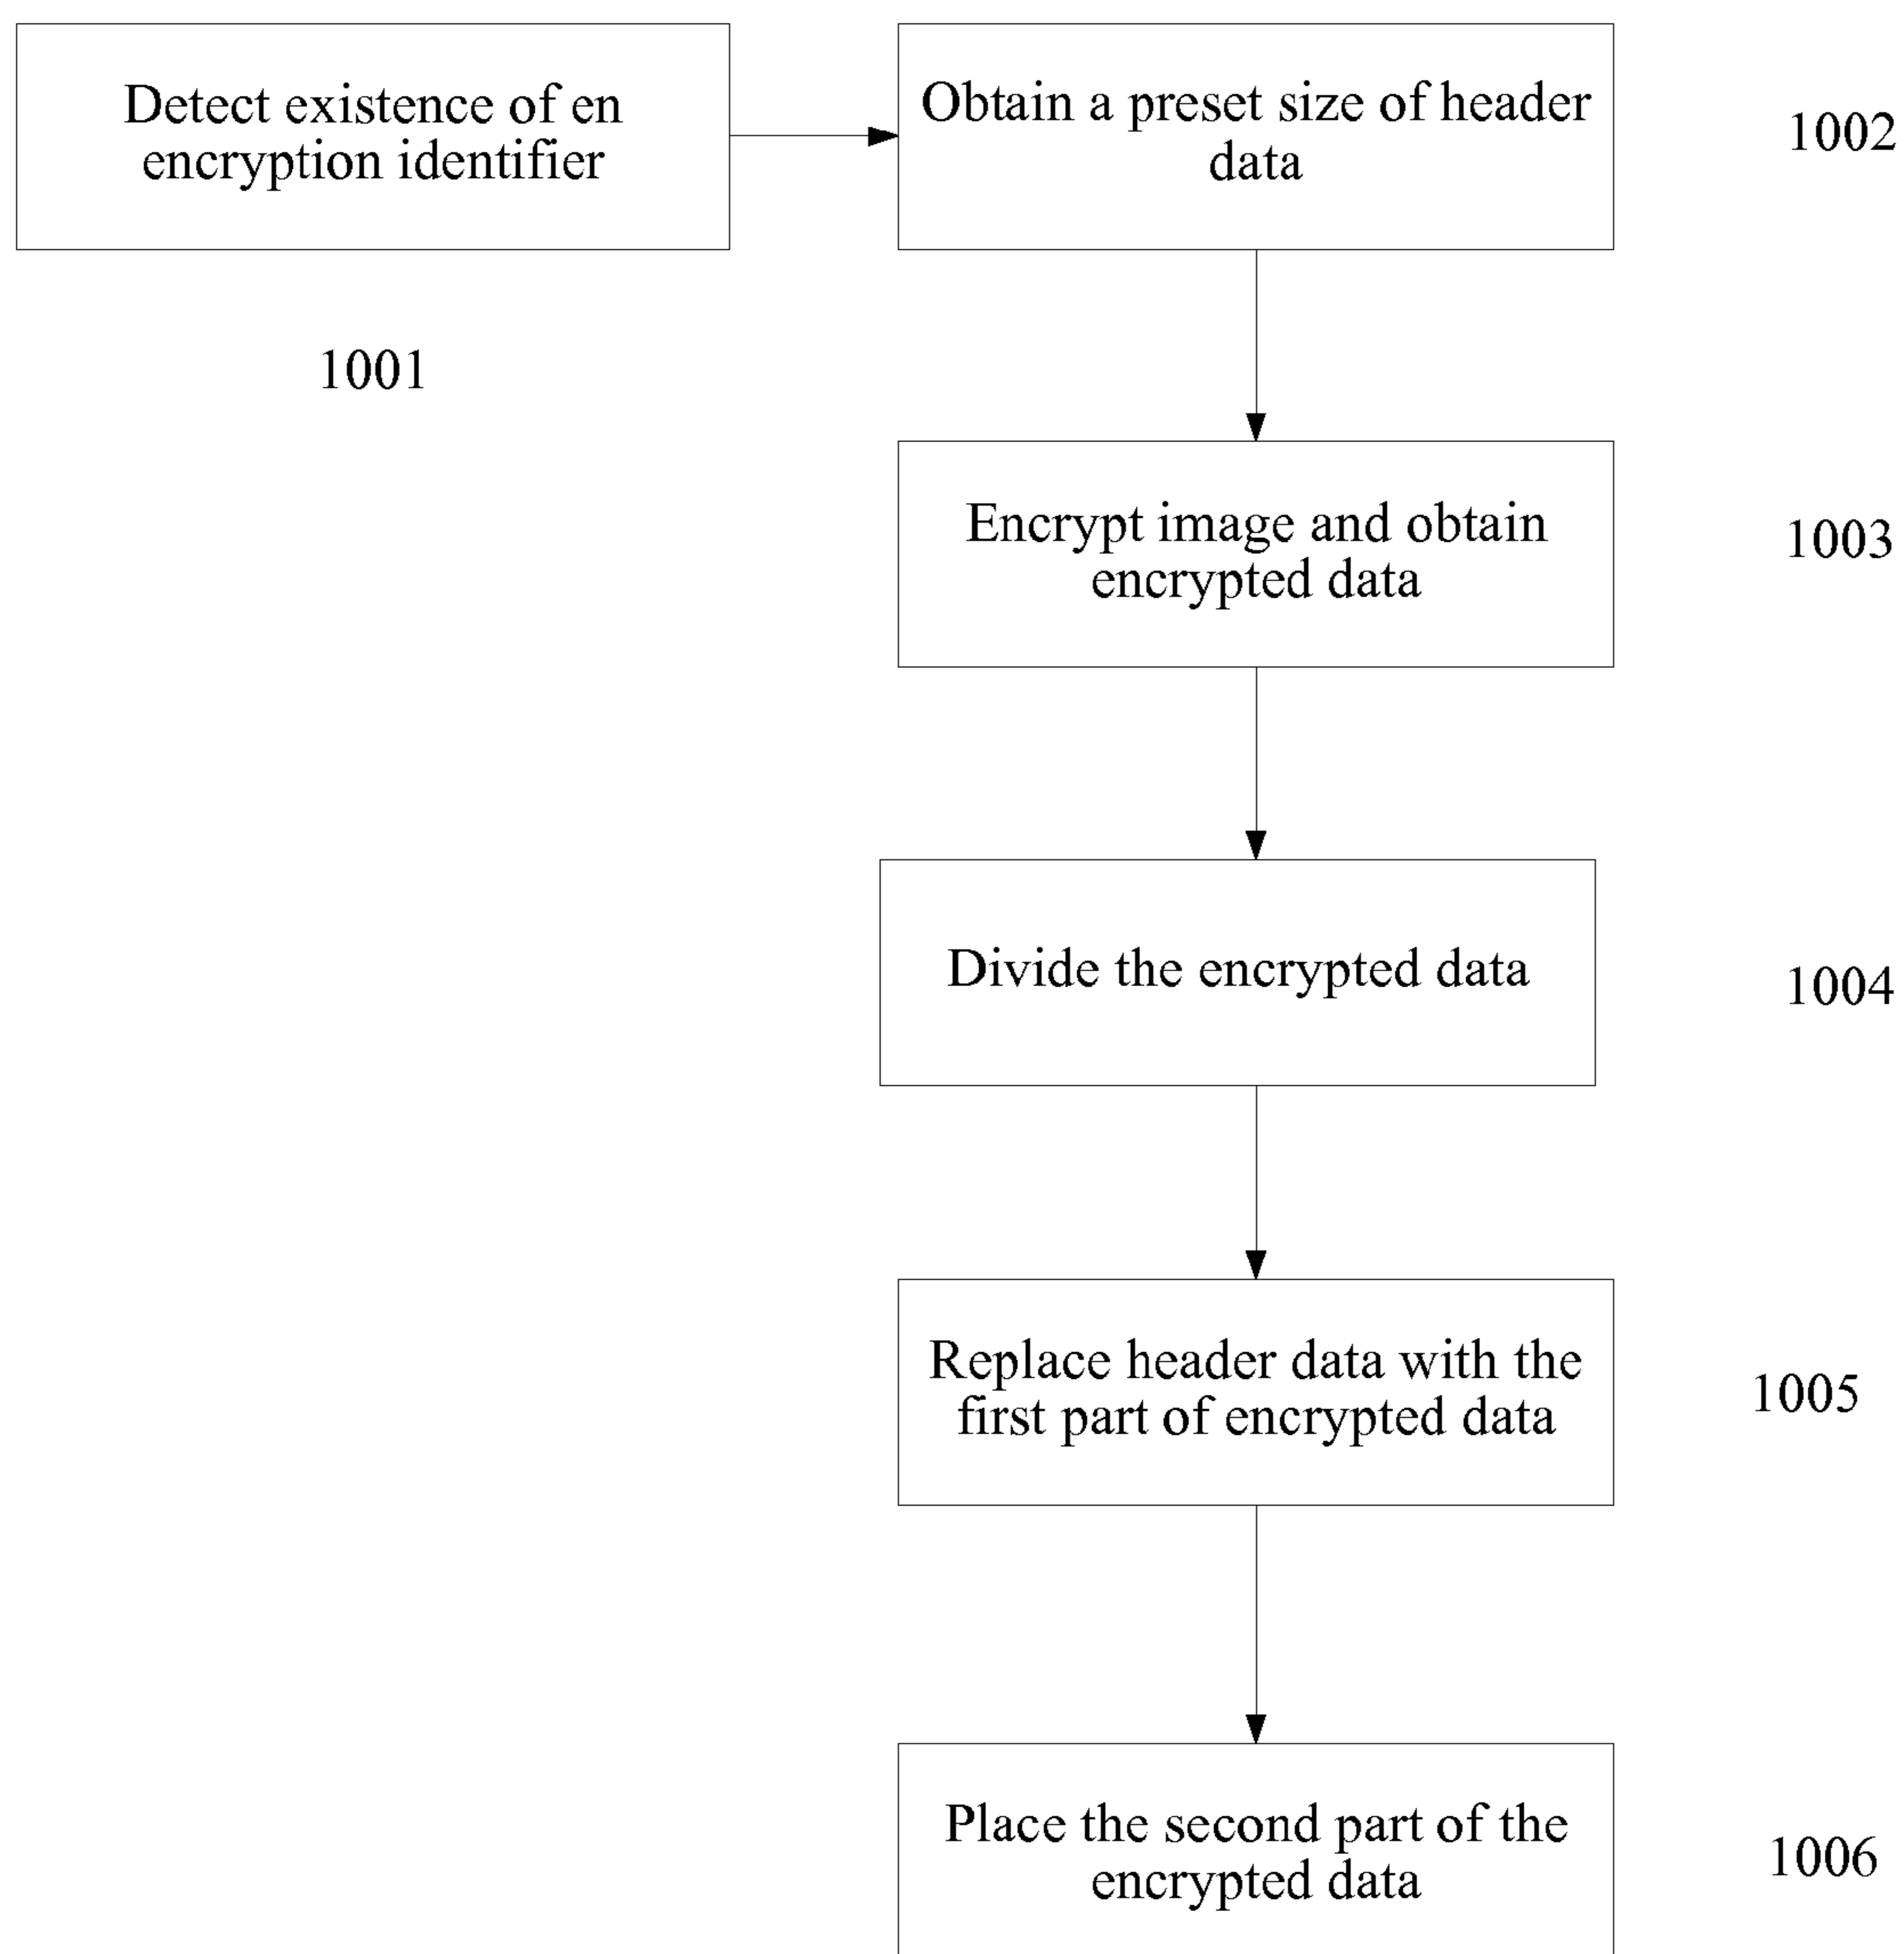 Detect existence of en
encryption identifier
1001
Obtain a preset size of header
data
1002
Encrypt image and obtain
encrypted data
1003
Divide the encrypted data
1004
Replace header data with the
first part of encrypted data
1005
Place the second part of the
encrypted data
1006